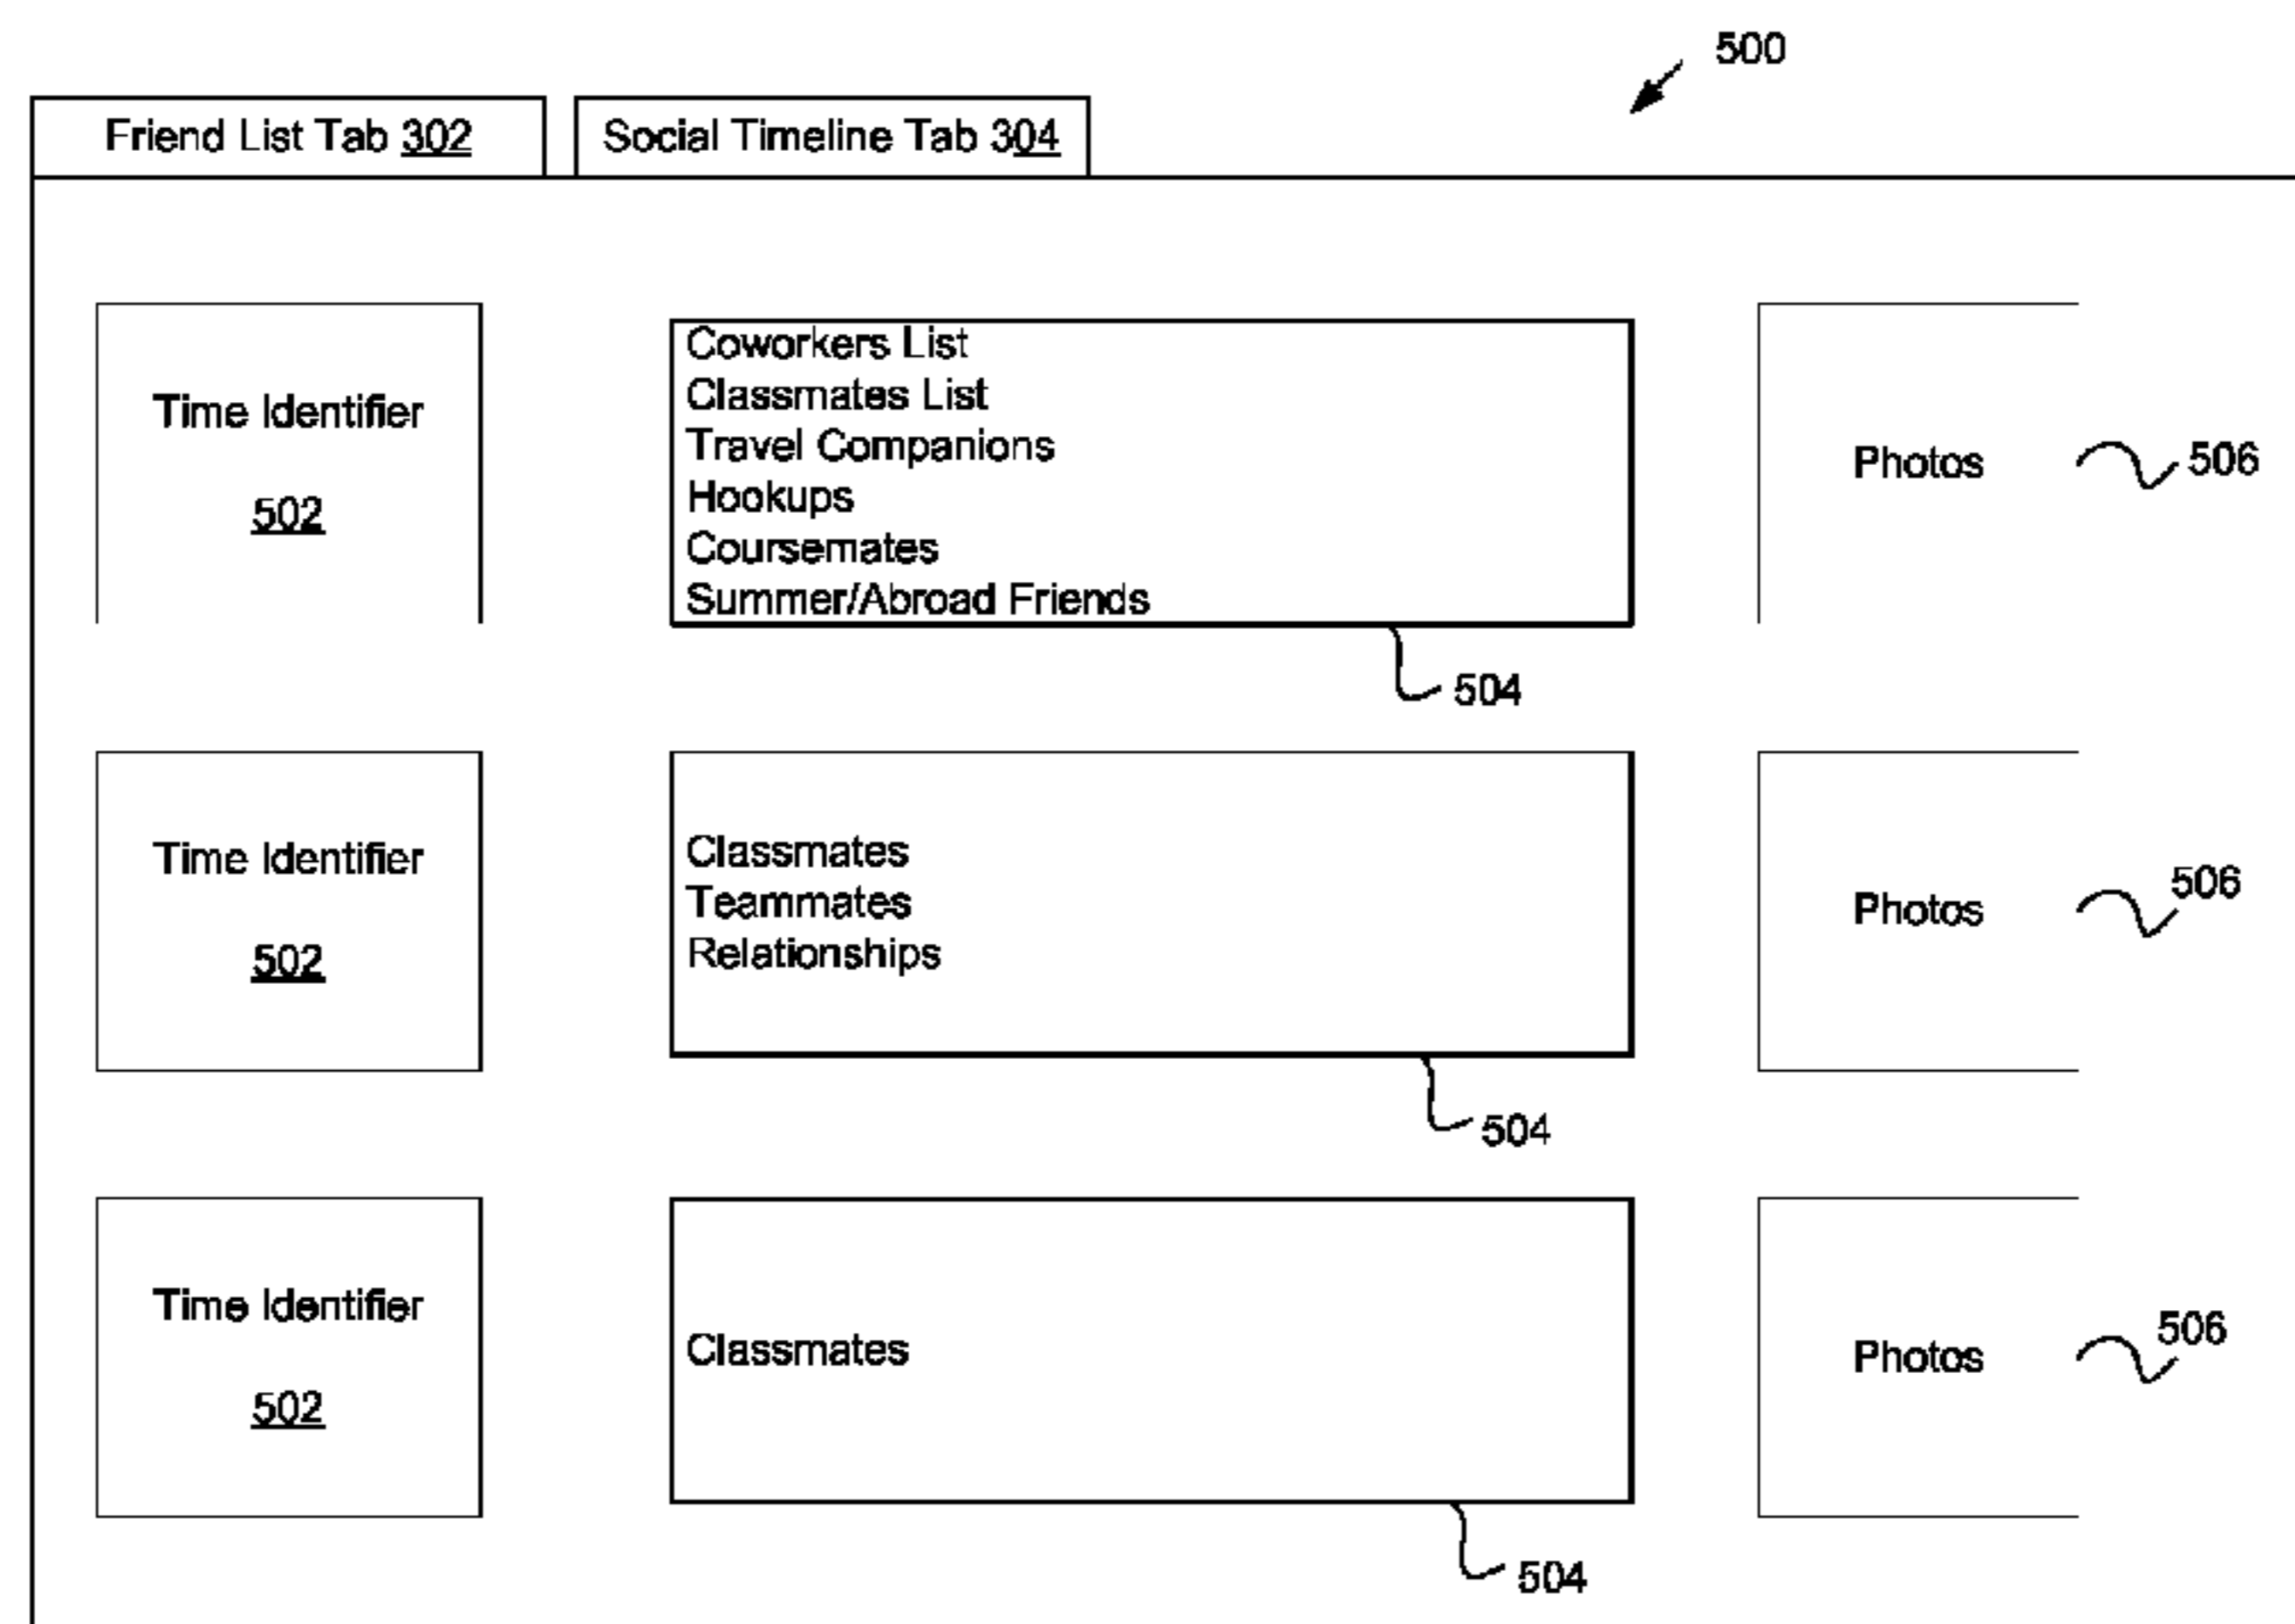 500
Friend List Tab 302
Social Timeline Tab 304
Time Identifier
502
Coworkers List
Classmates List
Travel Companions
Hookups
Coursemates
Summer/Abroad Friends
504
Photos
506
Time Identifier
502
Classmates
Teammates
Relationships
504
Photos
506
Time Identifier
502
Classmates
504
Photos
506